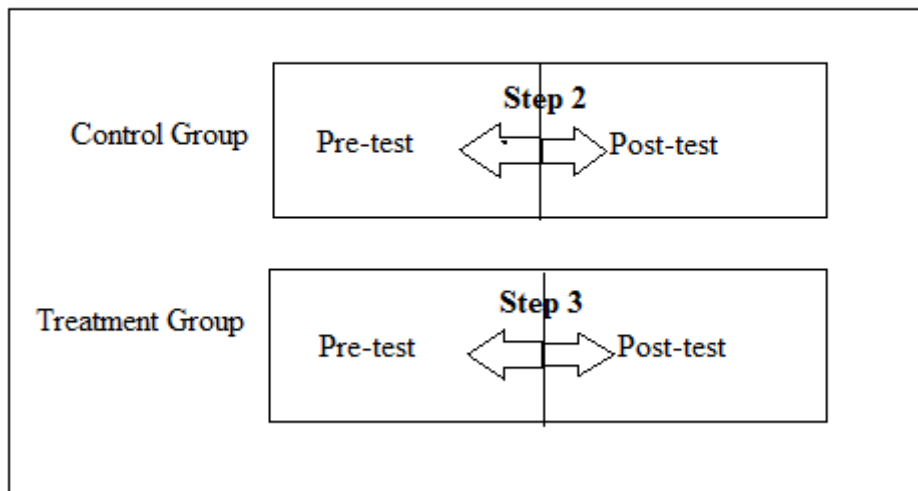 Step 2
Control Group
Pre-test
Post-test
Step 3
Treatment Group
Pre-test
Post-test